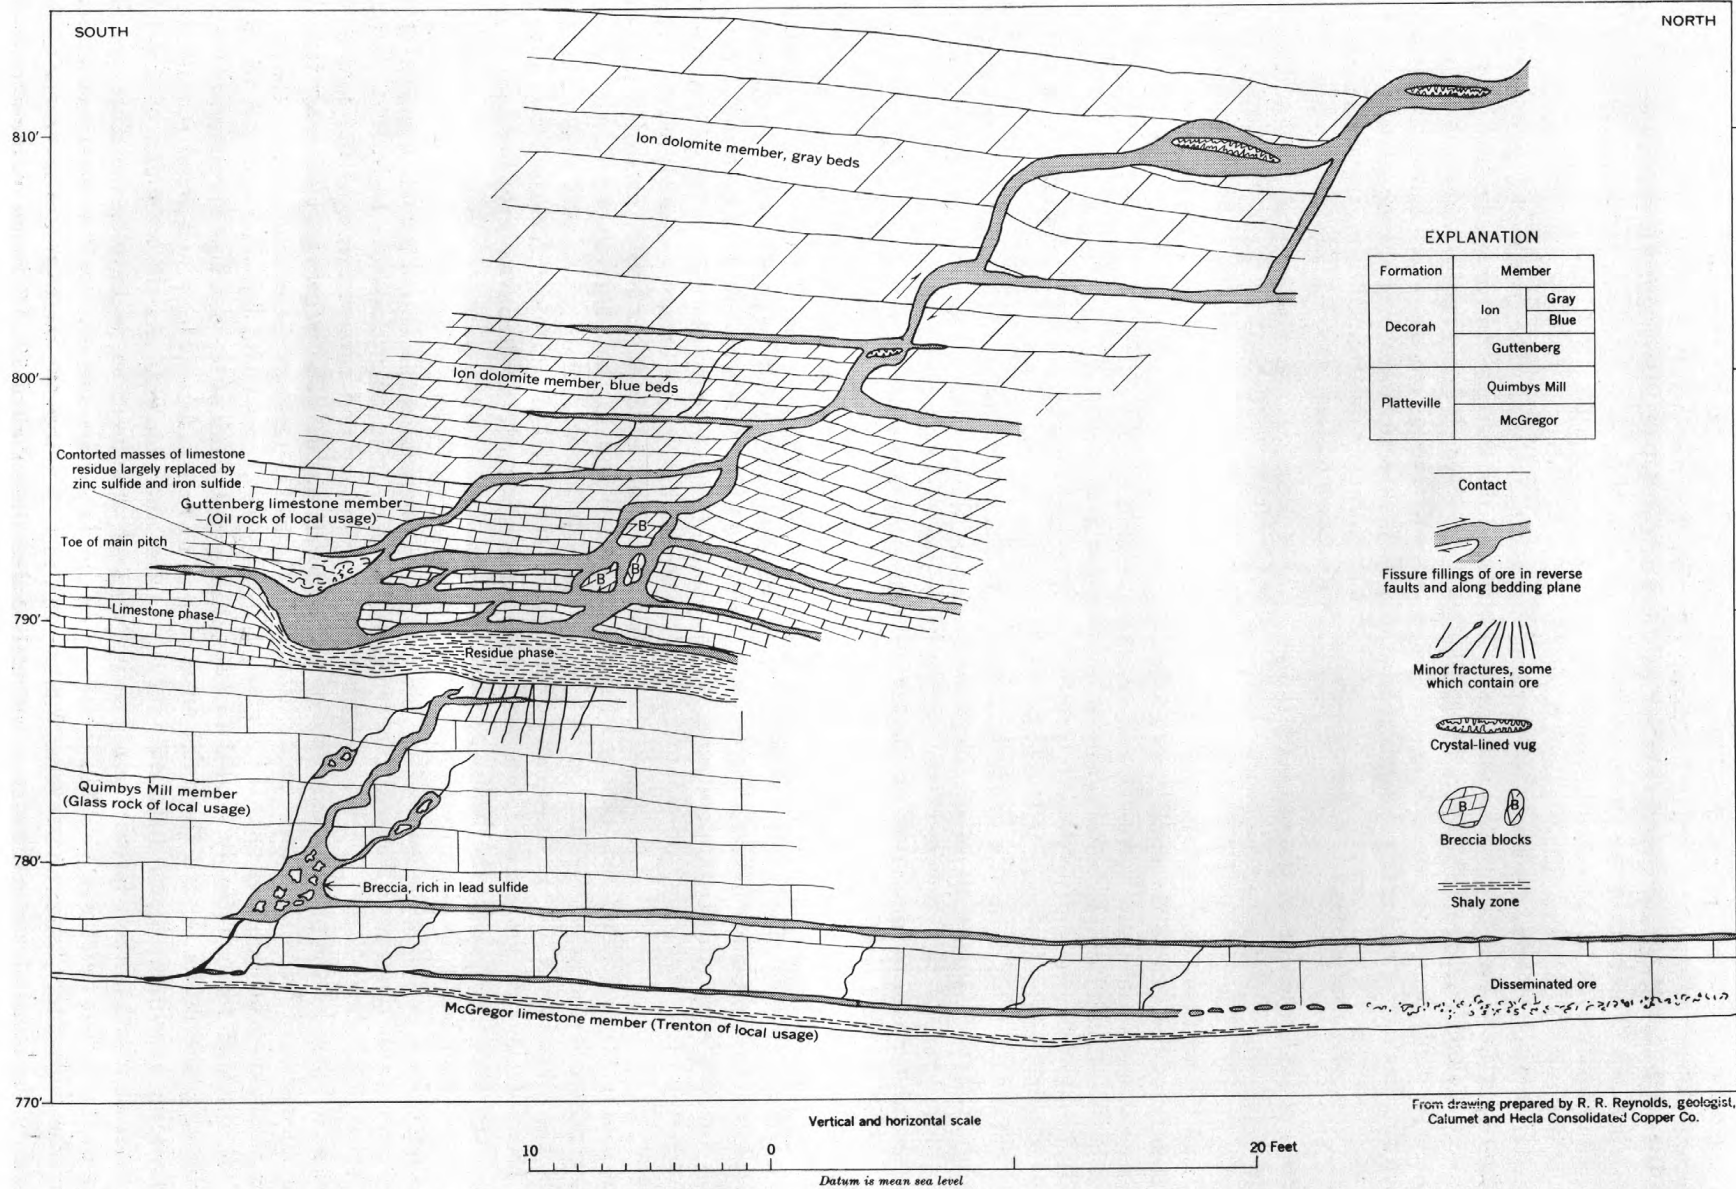 SOUTH
NORTH
810'
800'
790'
780'
770'
Ion dolomite member, gray beds
Ion dolomite member, blue beds
Contorted masses of limestone
residue largely replaced by
zinc sulfide and iron sulfide
Guttenberg limestone member
(Oil rock of local usage)
Toe of main pitch
B
B
B
Limestone phase
Residue phase
Quimbys Mill member
(Glass rock of local usage)
Breccia, rich in lead sulfide
Disseminated ore
McGregor limestone member (Trenton of local usage)
EXPLANATION
Formation Member
Decorah Ion Gray
Blue
Guttenberg
Platteville Quimbys Mill
McGregor
Contact
Fissure fillings of ore in reverse
faults and along bedding plane
Minor fractures, some
which contain ore
Crystal-lined vug
B B
Breccia blocks
Shaly zone
From drawing prepared by R. R. Reynolds, geologist,
Calumet and Hecla Consolidated Copper Co.
Vertical and horizontal scale
10 0 20 Feet
Datum is mean sea level